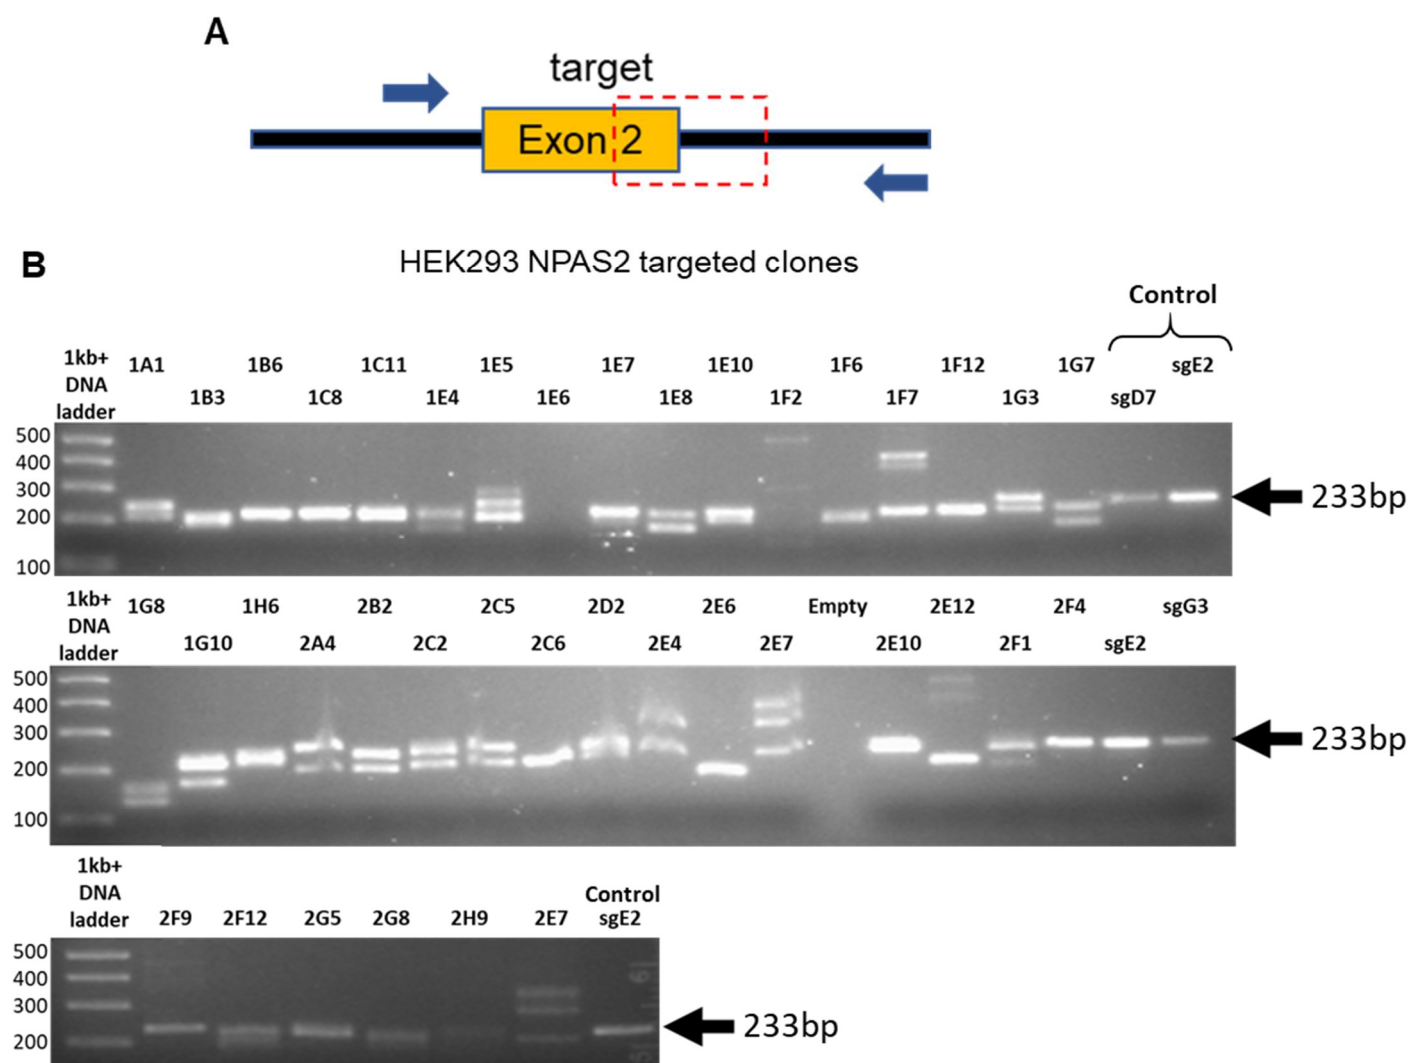 A
target
Exon 2
B
HEK293 NPAS2 targeted clones
Control
1kb+ DNA ladder
1A1 1B6 1C11 1E5 1E7 1E10 1F6 1F12 1G7 sgE2
1B3 1C8 1E4 1E6 1E8 1F2 1F7 1G3 sgD7
500
400
300
200
100
233bp
1kb+ DNA ladder
1G8 1H6 2B2 2C5 2D2 2E6 Empty 2E12 2F4 sgG3
1G10 2A4 2C2 2C6 2E4 2E7 2E10 2F1 sgE2
500
400
300
200
100
233bp
1kb+
DNA
ladder
Control
2F9 2F12 2G5 2G8 2H9 2E7 sgE2
500
400
300
200
233bp